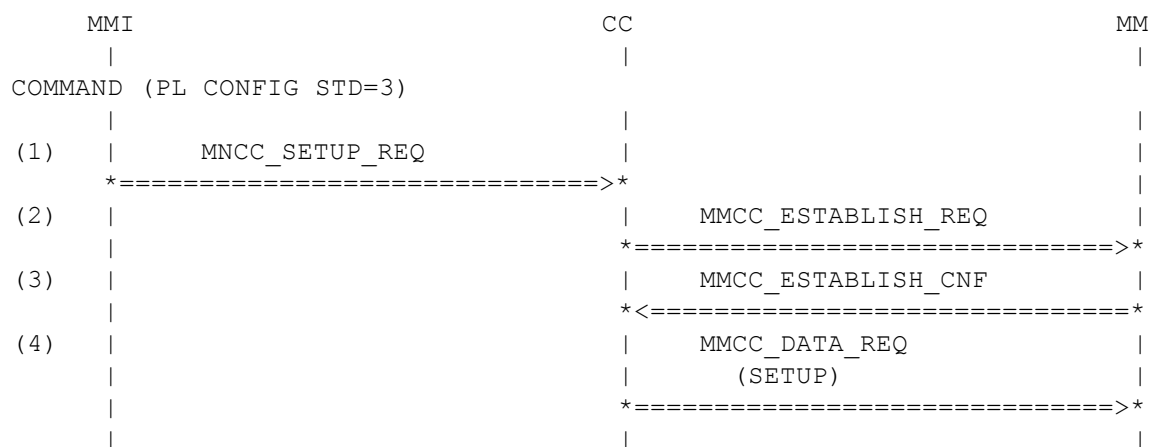 MMI CC MM
| | |
COMMAND (PL CONFIG STD=3)
| | |
(1) | MNCC_SETUP_REQ | |
*==============================>* |
(2) | | MMCC_ESTABLISH_REQ |
| *==============================>*
(3) | | MMCC_ESTABLISH_CNF |
| *<==============================*
(4) | | MMCC_DATA_REQ |
| | (SETUP) |
| *==============================>*
| | |